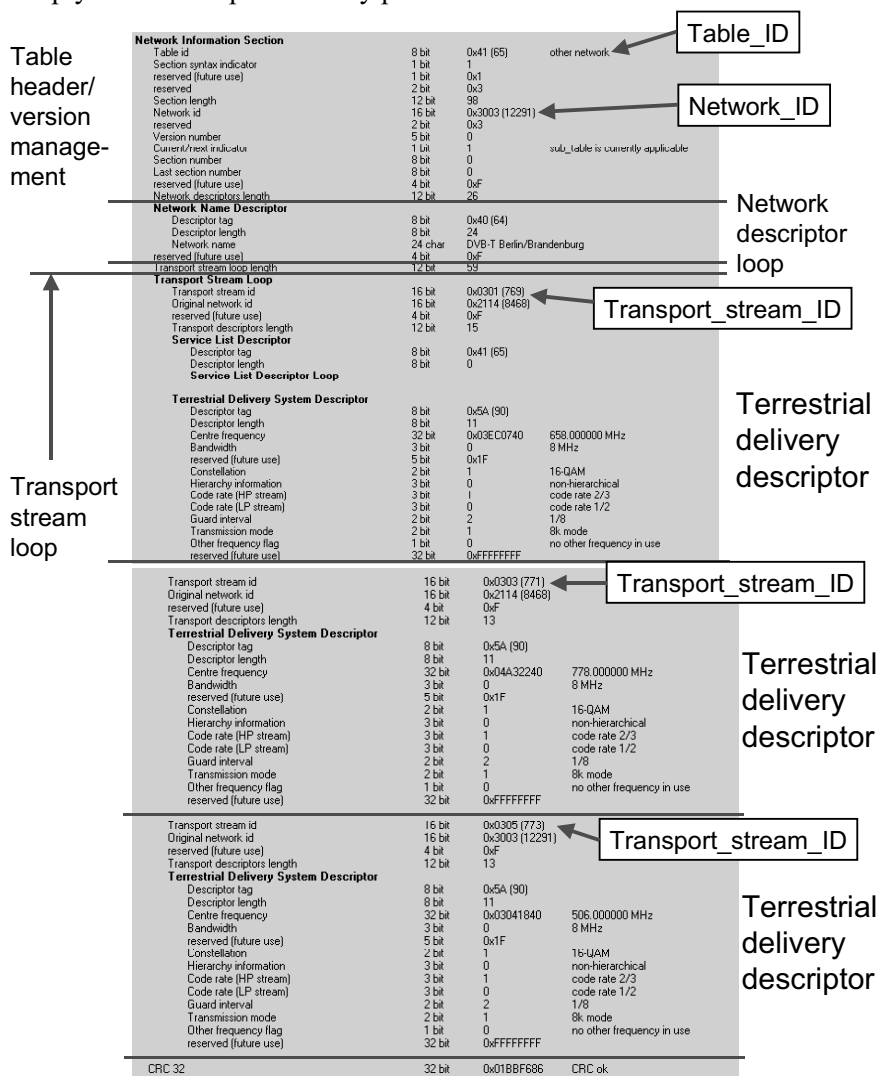 Network Information Section
Table id 8 bit 0x41 (65) other network
Section syntax indicator 1 bit 1
reserved (future use) 1 bit 0x1
reserved 2 bit 0x3
Section length 12 bit 98
Network id 16 bit 0x3003 (12291)
reserved 2 bit 0x3
Version number 5 bit 0
Current/next indicator 1 bit 1 sub_table is currently applicable
Section number 8 bit 0
Last section number 8 bit 0
reserved (future use) 4 bit 0xF
Network descriptors length 12 bit 26
Table_ID
Network_ID
Table
header/
version
manage-
ment
Network Name Descriptor
Descriptor tag 8 bit 0x40 (64)
Descriptor length 8 bit 24
Network name 24 char DVB-T Berlin/Brandenburg
reserved (future use) 4 bit 0xF
Transport stream loop length 12 bit 59
Network
descriptor
loop
Transport Stream Loop
Transport stream id 16 bit 0x0301 (769)
Original network id 16 bit 0x2114 (8468)
reserved (future use) 4 bit 0xF
Transport descriptors length 12 bit 15
Transport_stream_ID
Service List Descriptor
Descriptor tag 8 bit 0x41 (65)
Descriptor length 8 bit 0
Service List Descriptor Loop
Terrestrial Delivery System Descriptor
Descriptor tag 8 bit 0x5A (90)
Descriptor length 8 bit 11
Centre frequency 32 bit 0x03EC0740 658.000000 MHz
Bandwidth 3 bit 0 8 MHz
reserved (future use) 5 bit 0x1F
Constellation 2 bit 1 16-QAM
Hierarchy information 3 bit 0 non-hierarchical
Code rate (HP stream) 3 bit 1 code rate 2/3
Code rate (LP stream) 3 bit 0 code rate 1/2
Guard interval 2 bit 2 1/8
Transmission mode 2 bit 1 8k mode
Other frequency flag 1 bit 0 no other frequency in use
reserved (future use) 32 bit 0xFFFFFFFF
Terrestrial
delivery
descriptor
Transport
stream
loop
Transport stream id 16 bit 0x0303 (771)
Original network id 16 bit 0x2114 (8468)
reserved (future use) 4 bit 0xF
Transport descriptors length 12 bit 13
Transport_stream_ID
Terrestrial Delivery System Descriptor
Descriptor tag 8 bit 0x5A (90)
Descriptor length 8 bit 11
Centre frequency 32 bit 0x04A32240 778.000000 MHz
Bandwidth 3 bit 0 8 MHz
reserved (future use) 5 bit 0x1F
Constellation 2 bit 1 16-QAM
Hierarchy information 3 bit 0 non-hierarchical
Code rate (HP stream) 3 bit 1 code rate 2/3
Code rate (LP stream) 3 bit 0 code rate 1/2
Guard interval 2 bit 2 1/8
Transmission mode 2 bit 1 8k mode
Other frequency flag 1 bit 0 no other frequency in use
reserved (future use) 32 bit 0xFFFFFFFF
Terrestrial
delivery
descriptor
Transport stream id 16 bit 0x0305 (773)
Original network id 16 bit 0x3003 (12291)
reserved (future use) 4 bit 0xF
Transport descriptors length 12 bit 13
Transport_stream_ID
Terrestrial Delivery System Descriptor
Descriptor tag 8 bit 0x5A (90)
Descriptor length 8 bit 11
Centre frequency 32 bit 0x03041840 506.000000 MHz
Bandwidth 3 bit 0 8 MHz
reserved (future use) 5 bit 0x1F
Constellation 2 bit 1 16-QAM
Hierarchy information 3 bit 0 non-hierarchical
Code rate (HP stream) 3 bit 1 code rate 2/3
Code rate (LP stream) 3 bit 0 code rate 1/2
Guard interval 2 bit 2 1/8
Transmission mode 2 bit 1 8k mode
Other frequency flag 1 bit 0 no other frequency in use
reserved (future use) 32 bit 0xFFFFFFFF
Terrestrial
delivery
descriptor
CRC 32 32 bit 0x01BBF686 CRC ok